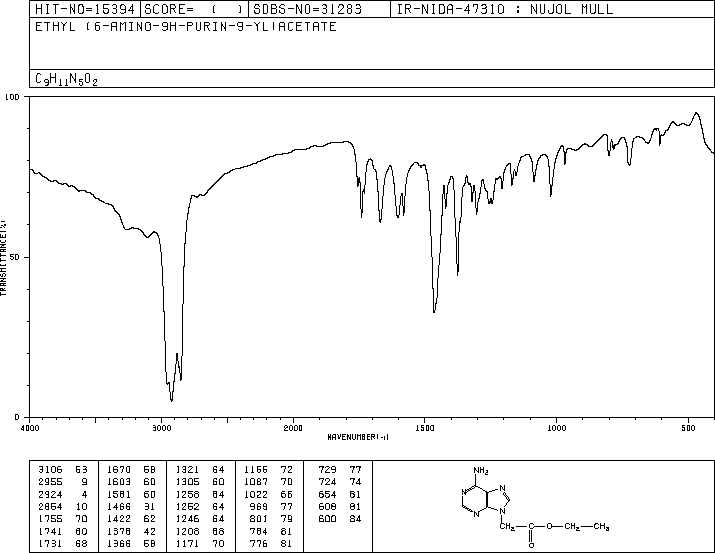 HIT-NO=15394 SCORE= ( ) SDBS-NO=31283 IR-NIDA-47310 : NUJOL MULL
ETHYL (6-AMINO-9H-PURIN-9-YL)ACETATE
C9H11N5O2
100
50
0
TRANSMITTANCE(%)
4000 3000 2000 1500 1000 500
WAVENUMBER(-1)
3106 53 1670 58 1321 64 1155 72 729 77
2955 9 1603 60 1305 60 1087 70 724 74
2924 4 1581 60 1258 64 1022 66 654 81
2854 10 1466 31 1252 64 969 77 608 81
1755 70 1422 62 1246 64 801 79 600 84
1741 60 1378 42 1208 68 784 81
1731 68 1366 58 1171 70 776 81
NH2
N N
N N
CH2 C O CH2 CH3
O